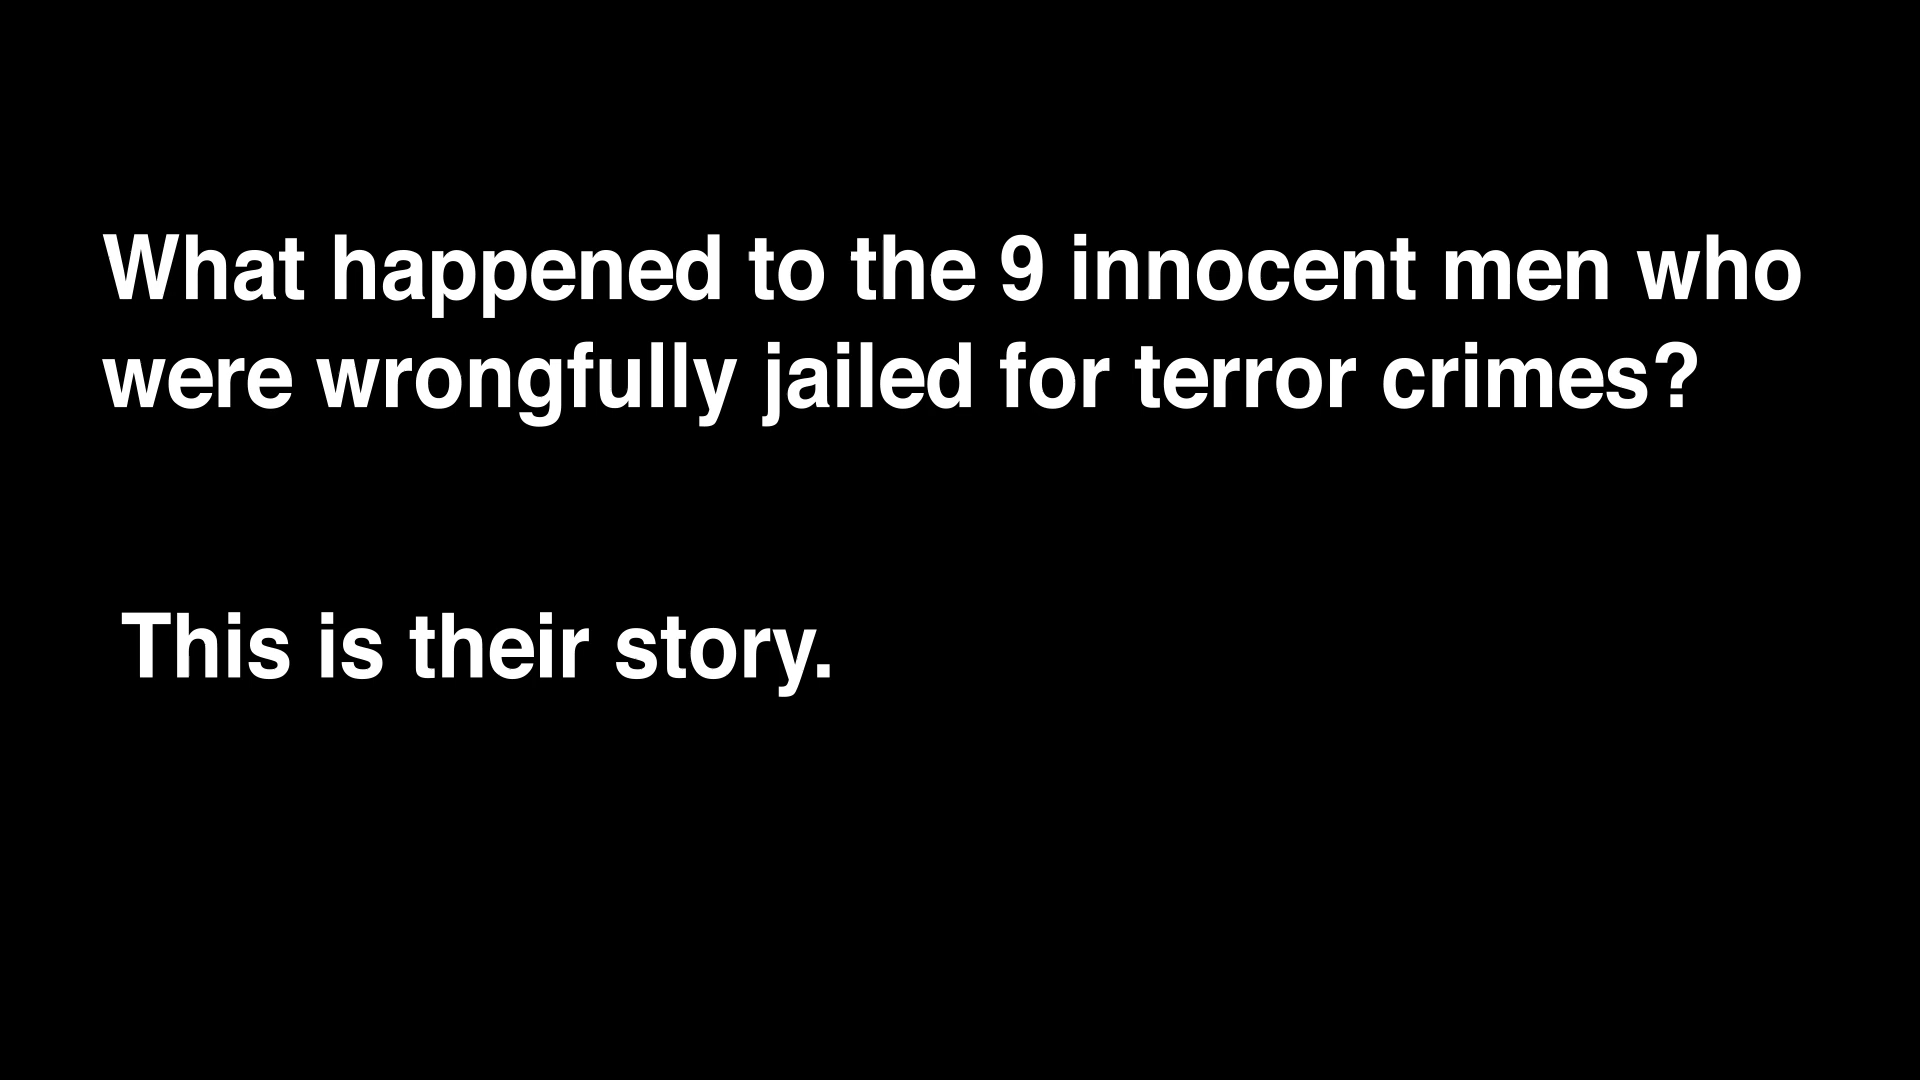 What happened to the 9 innocent men who
were wrongfully jailed for terror crimes?
This is their story.